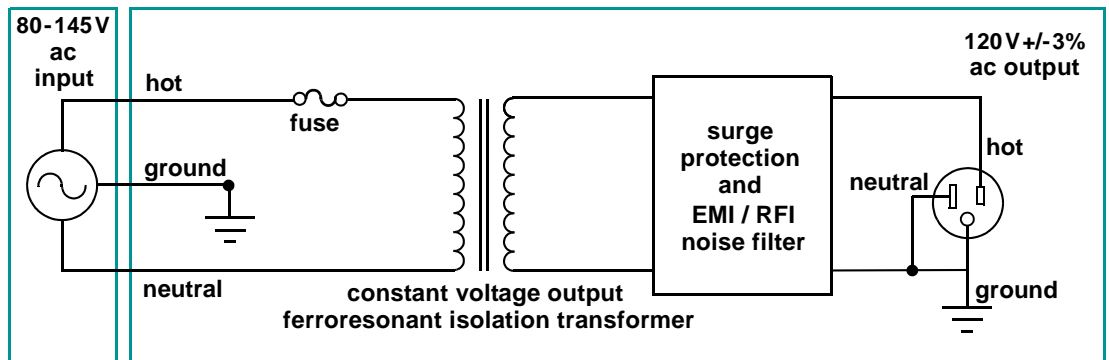 80-145V
ac
input
hot
fuse
ground
neutral
constant voltage output
ferroresonant isolation transformer
surge
protection
and
EMI / RFI
noise filter
120V+/-3%
ac output
hot
neutral
ground